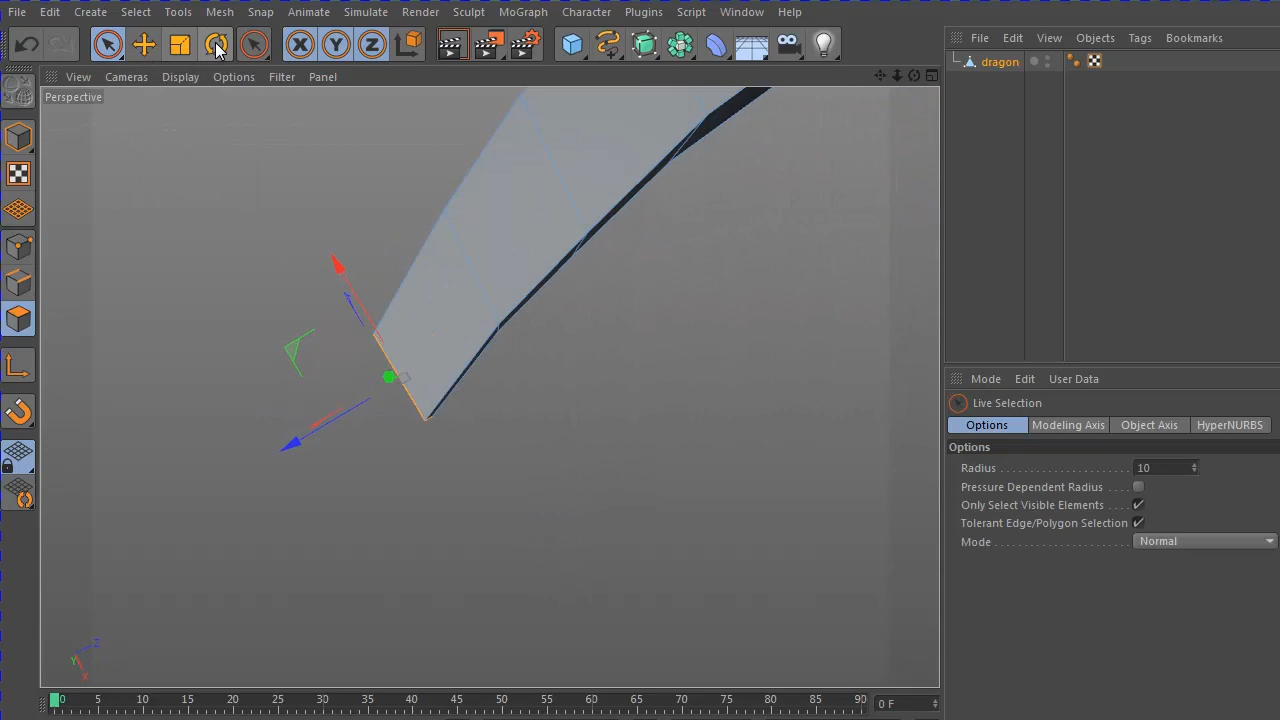 File Edit Create Select Tools Mesh Snap Animate Simulate Render Sculpt MoGraph Character Plugins Script Window Help
X Y Z
File Edit View Objects Tags Bookmarks
dragon
View Cameras Display Options Filter Panel
Perspective
Mode Edit User Data
Live Selection
Options Modeling Axis Object Axis HyperNURBS
Options
Radius 10
Pressure Dependent Radius
Only Select Visible Elements
Tolerant Edge/Polygon Selection
Mode Normal
Z
Y
X
0 5 10 15 20 25 30 35 40 45 50 55 60 65 70 75 80 85 90 0 F